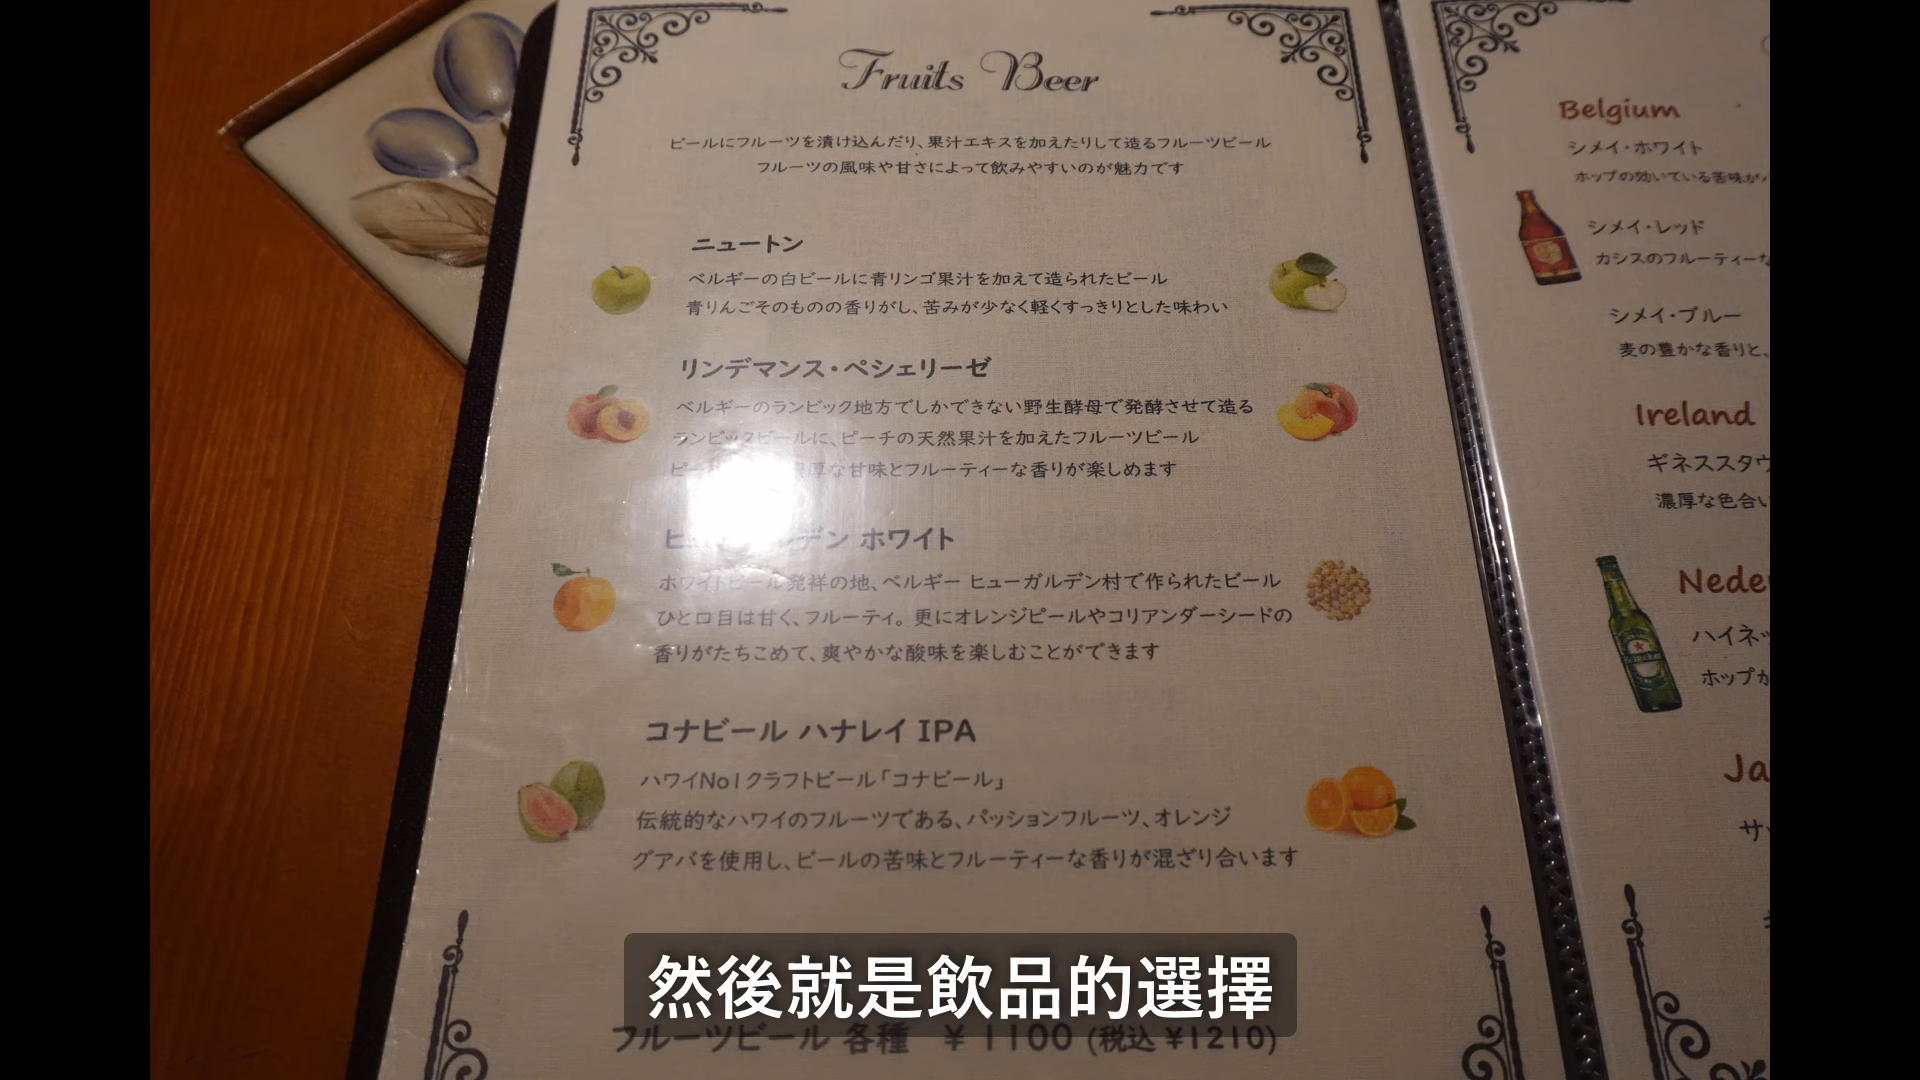 Fruits Beer
ビールにフルーツを漬け込んだり、果汁エキスを加えたりして造るフルーツビール
フルーツの風味や甘さによって飲みやすいのが魅力です
ニュートン
ベルギーの白ビールに青リンゴ果汁を加えて造られたビール
青りんごそのものの香りがし、苦みが少なく軽くすっきりとした味わい
リンデマンス・ペシェリーゼ
ベルギーのランビック地方でしかできない野生酵母で発酵させて造る
ランビックビールに、ピーチの天然果汁を加えたフルーツビール
厚な甘味とフルーティーな香りが楽しめます
デン ホワイト
ホワイトビール発祥の地、ベルギー ヒューガルデン村で作られたビール
ひと口目は甘く、フルーティ。更にオレンジピールやコリアンダーシードの
香りがたちこめて、爽やかな酸味を楽しむことができます
コナビール ハナレイ IPA
ハワイNo1クラフトビール「コナビール」
伝統的なハワイのフルーツである、パッションフルーツ、オレンジ
グアバを使用し、ビールの苦味とフルーティーな香りが混ざり合います
フルーツビール 各種 ¥1100 (税込 ¥1210)
Belgium
シメイ・ホワイト
ホップの効いている苦味が
シメイ・レッド
カシスのフルーティーな
シメイ・ブルー
麦の豊かな香りと、
Ireland
ギネススタウ
濃厚な色合い
Nede
ハイネッ
ホップが
Ja
サッ
然後就是飲品的選擇